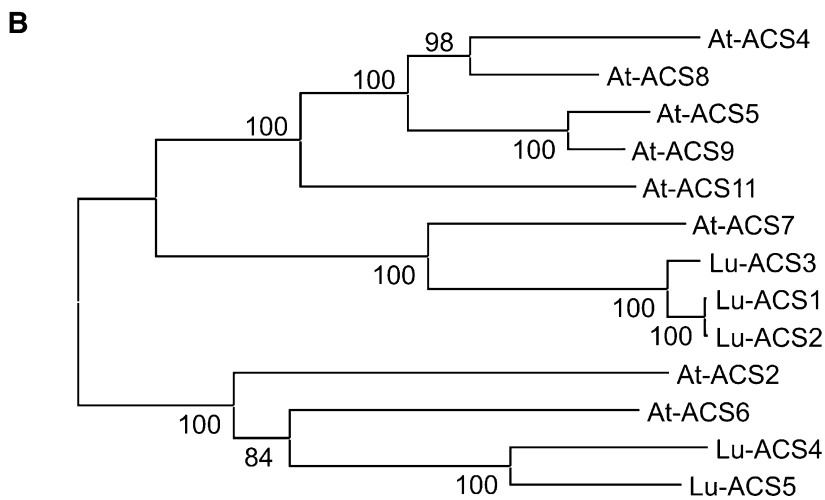 B
98
At-ACS4
100
At-ACS8
100
At-ACS5
100
At-ACS9
At-ACS11
At-ACS7
100
Lu-ACS3
100
Lu-ACS1
100
Lu-ACS2
At-ACS2
100
At-ACS6
84
Lu-ACS4
100
Lu-ACS5